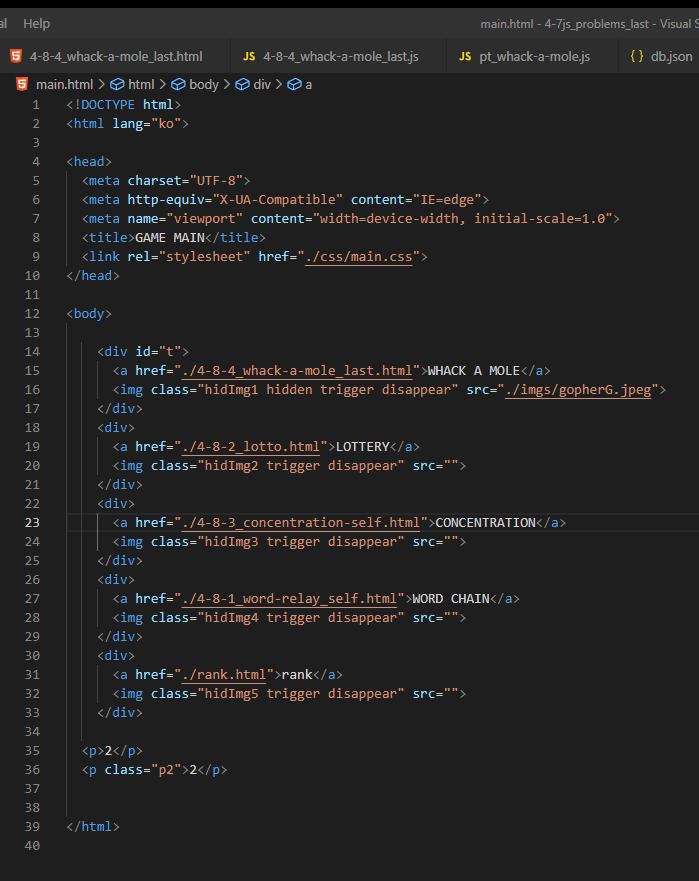 al Help main.html - 4-7js_problems_last - Visual S
4-8-4_whack-a-mole_last.html JS 4-8-4_whack-a-mole_last.js JS pt_whack-a-mole.js {} db.json
main.html > html > body > div > a
1 <!DOCTYPE html>
2 <html lang="ko">
3
4 <head>
5 <meta charset="UTF-8">
6 <meta http-equiv="X-UA-Compatible" content="IE=edge">
7 <meta name="viewport" content="width=device-width, initial-scale=1.0">
8 <title>GAME MAIN</title>
9 <link rel="stylesheet" href="./css/main.css">
10 </head>
11
12 <body>
13
14 <div id="t">
15 <a href="./4-8-4_whack-a-mole_last.html">WHACK A MOLE</a>
16 <img class="hidImg1 hidden trigger disappear" src="./imgs/gopherG.jpeg">
17 </div>
18 <div>
19 <a href="./4-8-2_lotto.html">LOTTERY</a>
20 <img class="hidImg2 trigger disappear" src="">
21 </div>
22 <div>
23 <a href="./4-8-3_concentration-self.html">CONCENTRATION</a>
24 <img class="hidImg3 trigger disappear" src="">
25 </div>
26 <div>
27 <a href="./4-8-1_word-relay_self.html">WORD CHAIN</a>
28 <img class="hidImg4 trigger disappear" src="">
29 </div>
30 <div>
31 <a href="./rank.html">rank</a>
32 <img class="hidImg5 trigger disappear" src="">
33 </div>
34
35 <p>2</p>
36 <p class="p2">2</p>
37
38
39 </html>
40